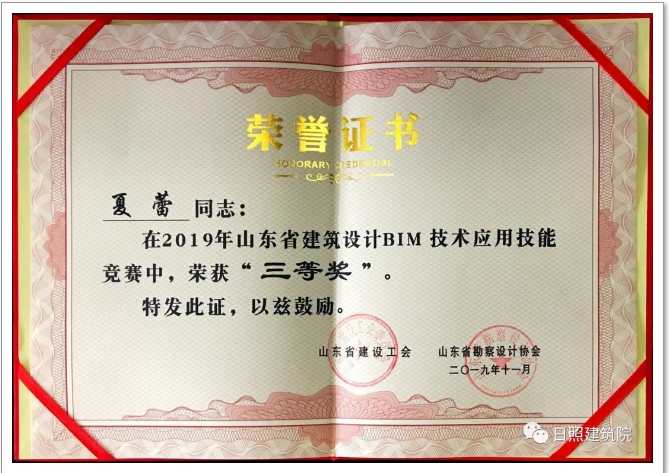 荣誉证书
HONORARY CREDENTIAL
夏蕾同志：
在2019年山东省建筑设计BIM 技术应用技能
竞赛中，荣获“三等奖”。
特发此证，以兹鼓励。
山东省建设工会 山东省勘察设计协会
二〇一九年十一月
日照建筑院